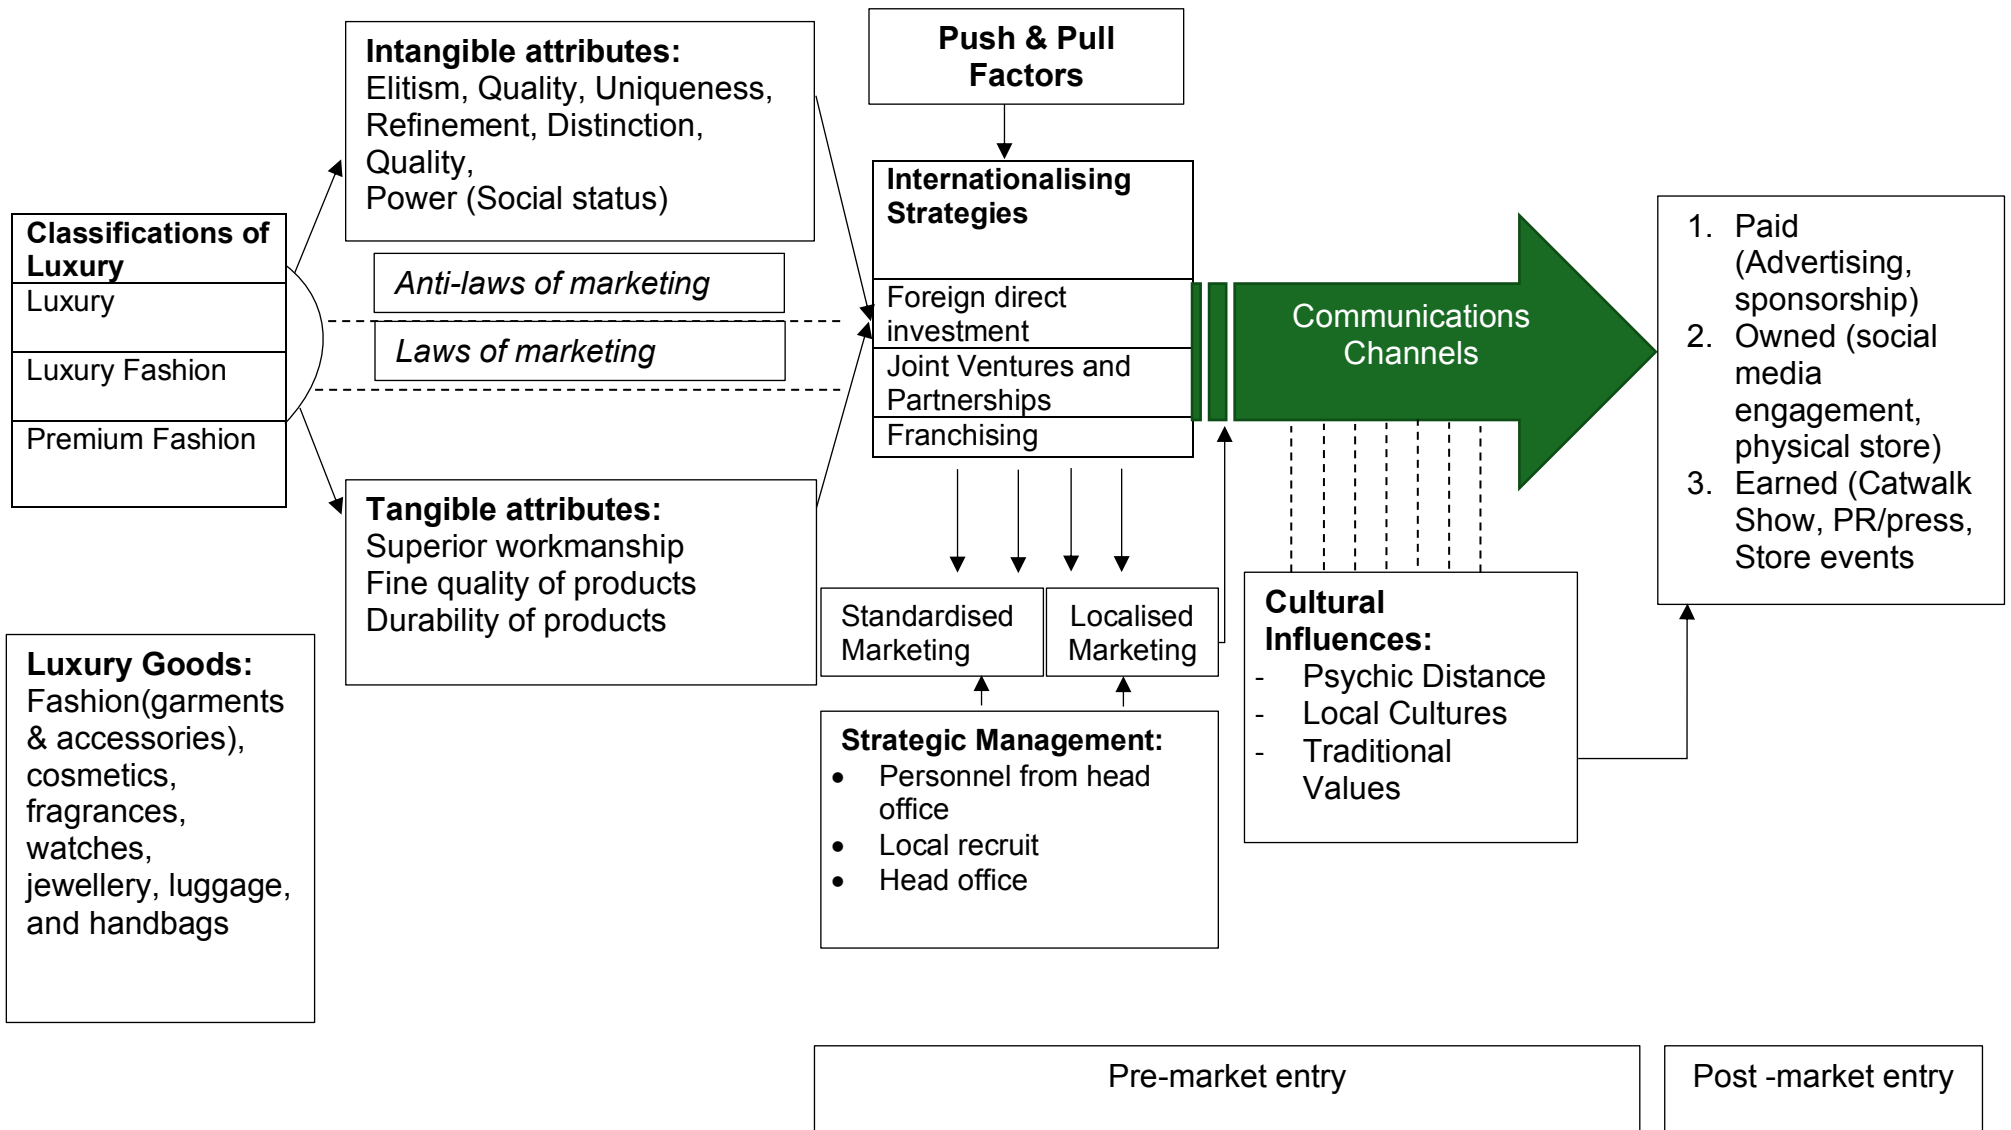 Classifications of
Luxury
Luxury
Luxury Fashion
Premium Fashion
Luxury Goods:
Fashion(garments
& accessories),
cosmetics,
fragrances,
watches,
jewellery, luggage,
and handbags
Intangible attributes:
Elitism, Quality, Uniqueness,
Refinement, Distinction,
Quality,
Power (Social status)
Anti-laws of marketing
Laws of marketing
Tangible attributes:
Superior workmanship
Fine quality of products
Durability of products
Push & Pull
Factors
Internationalising
Strategies
Foreign direct
investment
Joint Ventures and
Partnerships
Franchising
Standardised
Marketing
Localised
Marketing
Strategic Management:
• Personnel from head
office
• Local recruit
• Head office
Communications
Channels
Cultural
Influences:
- Psychic Distance
- Local Cultures
- Traditional
Values
1. Paid
(Advertising,
sponsorship)
2. Owned (social
media
engagement,
physical store)
3. Earned (Catwalk
Show, PR/press,
Store events
Pre-market entry
Post -market entry